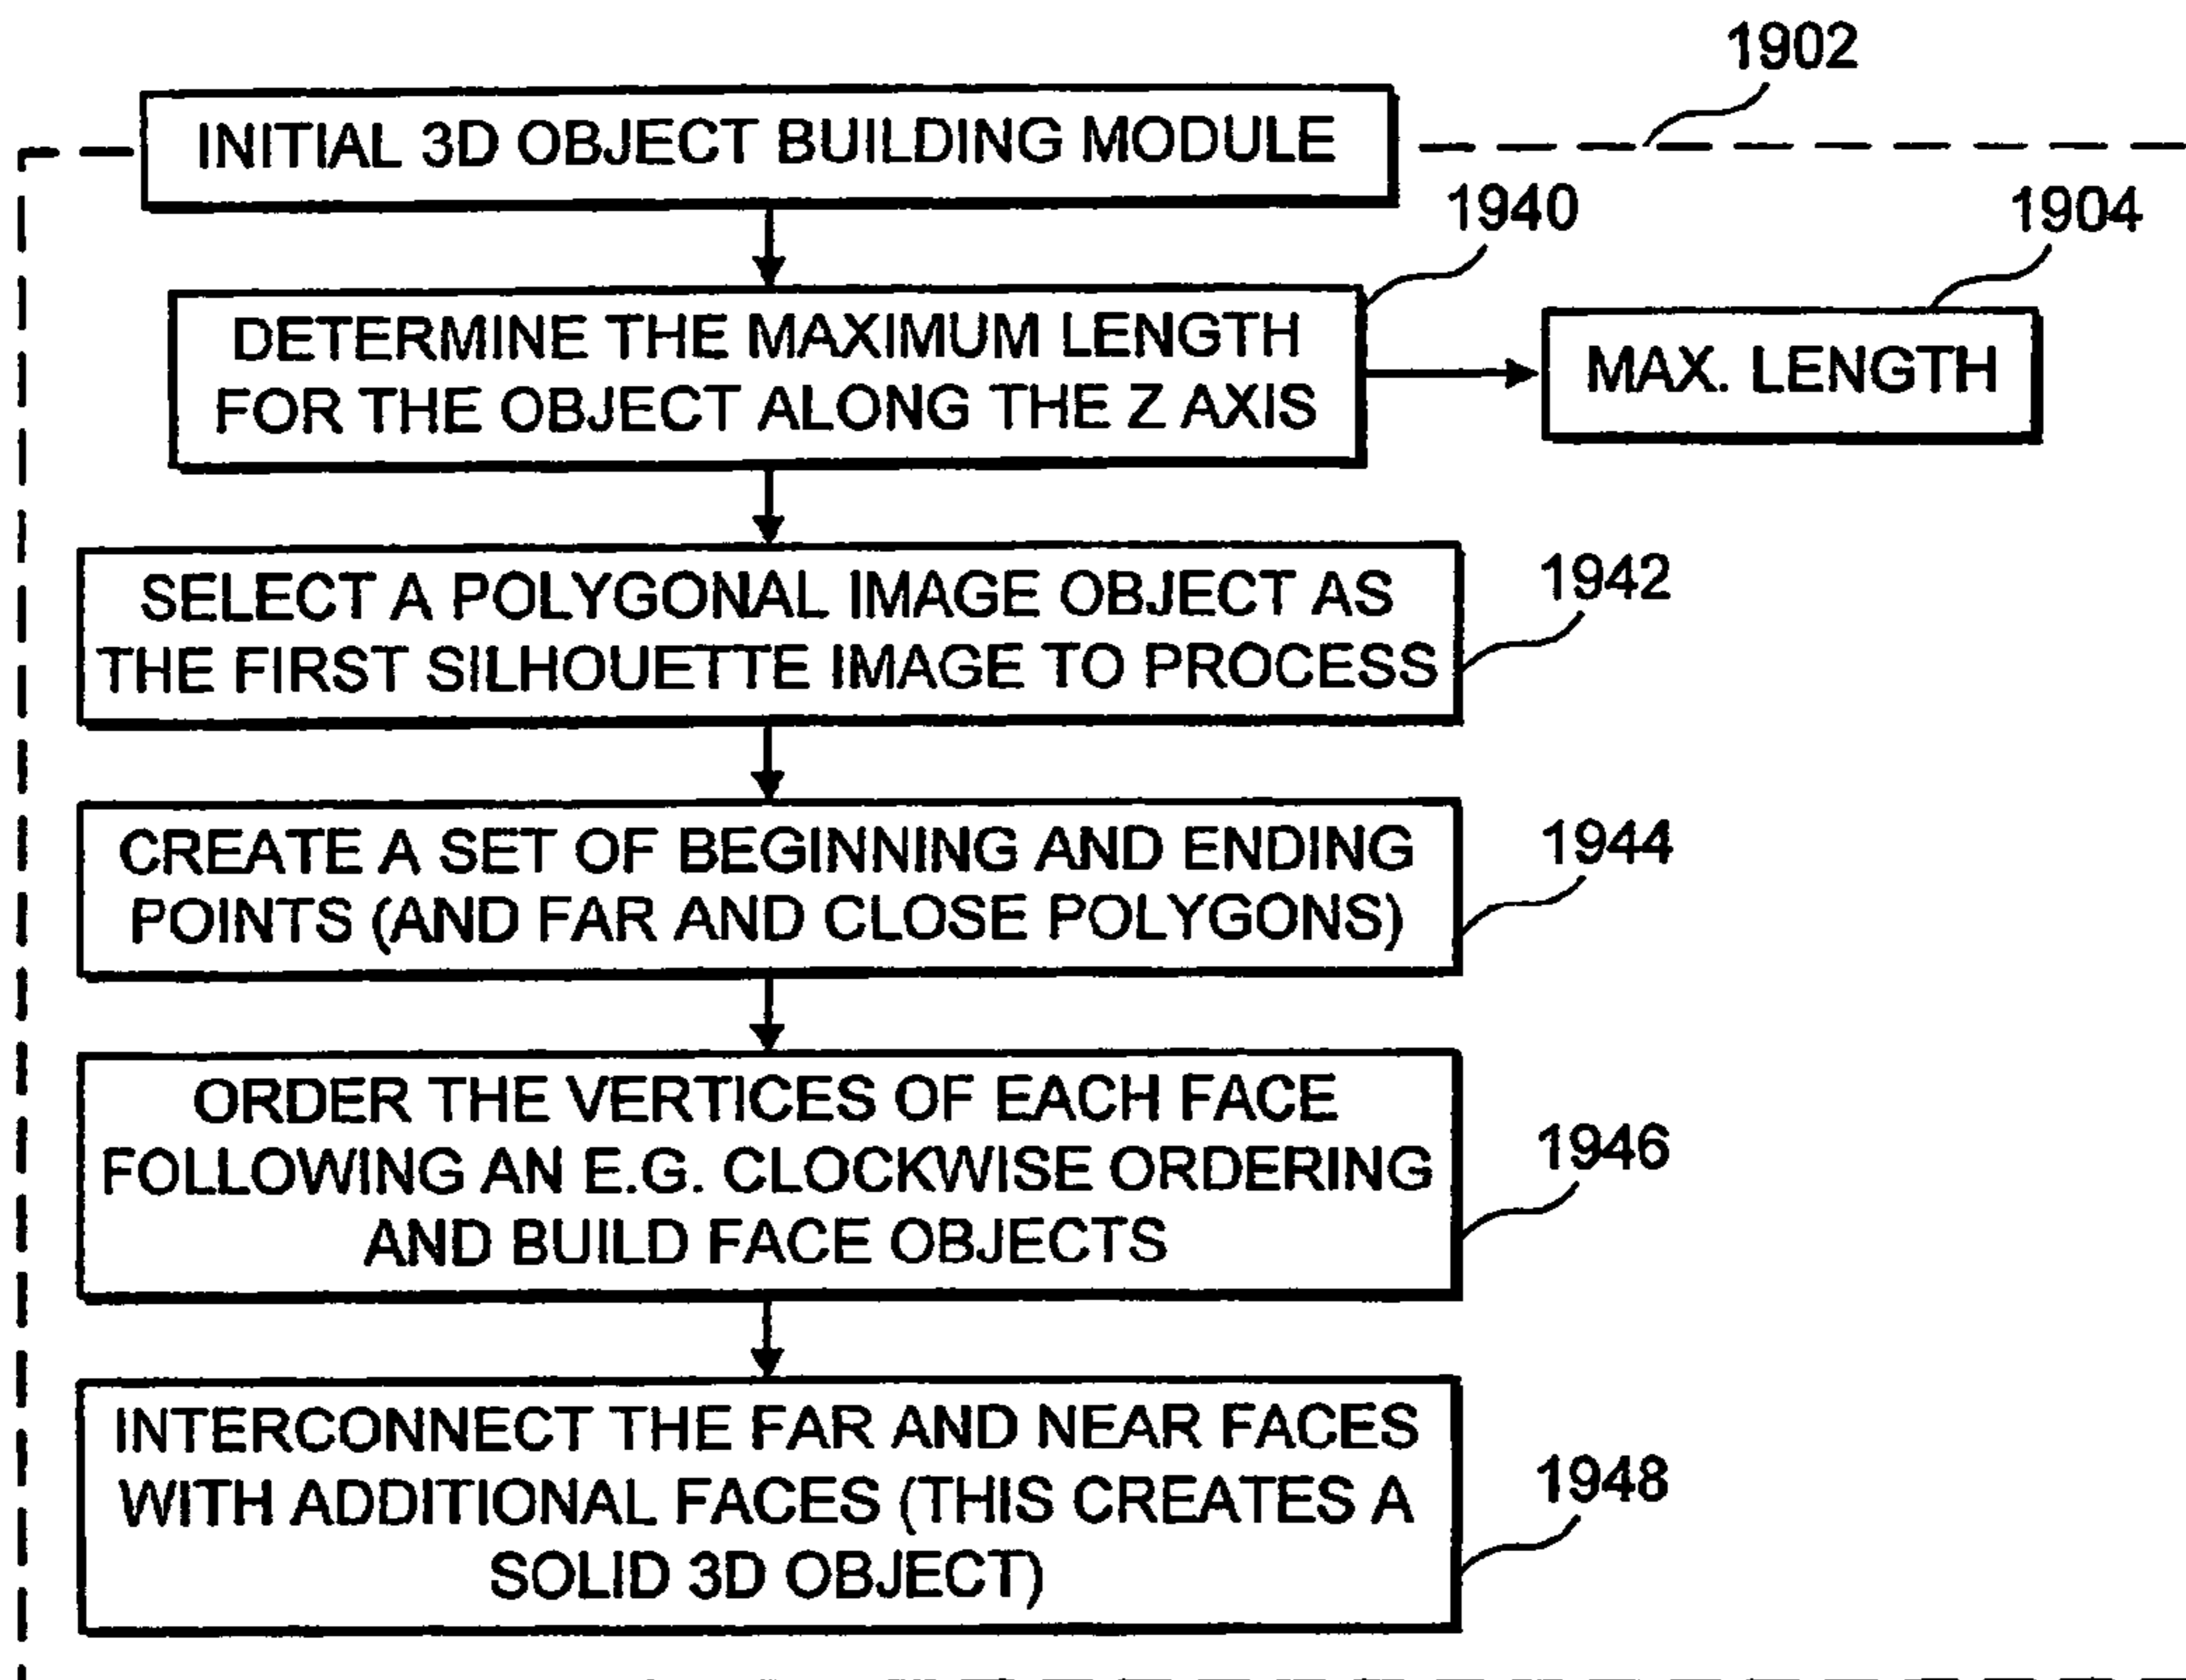 1902
INITIAL 3D OBJECT BUILDING MODULE
1940
1904
DETERMINE THE MAXIMUM LENGTH
FOR THE OBJECT ALONG THE Z AXIS
MAX. LENGTH
SELECT A POLYGONAL IMAGE OBJECT AS
THE FIRST SILHOUETTE IMAGE TO PROCESS
1942
CREATE A SET OF BEGINNING AND ENDING
POINTS (AND FAR AND CLOSE POLYGONS)
1944
ORDER THE VERTICES OF EACH FACE
FOLLOWING AN E.G. CLOCKWISE ORDERING
AND BUILD FACE OBJECTS
1946
INTERCONNECT THE FAR AND NEAR FACES
WITH ADDITIONAL FACES (THIS CREATES A
SOLID 3D OBJECT)
1948